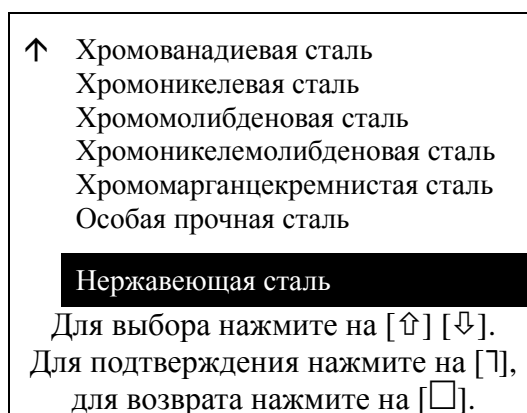 ↑ Хромованадиевая сталь
Хромоникелевая сталь
Хромомолибденовая сталь
Хромоникелемолибденовая сталь
Хромомарганцекремнистая сталь
Особая прочная сталь
Нержавеющая сталь
Для выбора нажмите на [⇧] [⇩].
Для подтверждения нажмите на [⅂],
для возврата нажмите на [□].